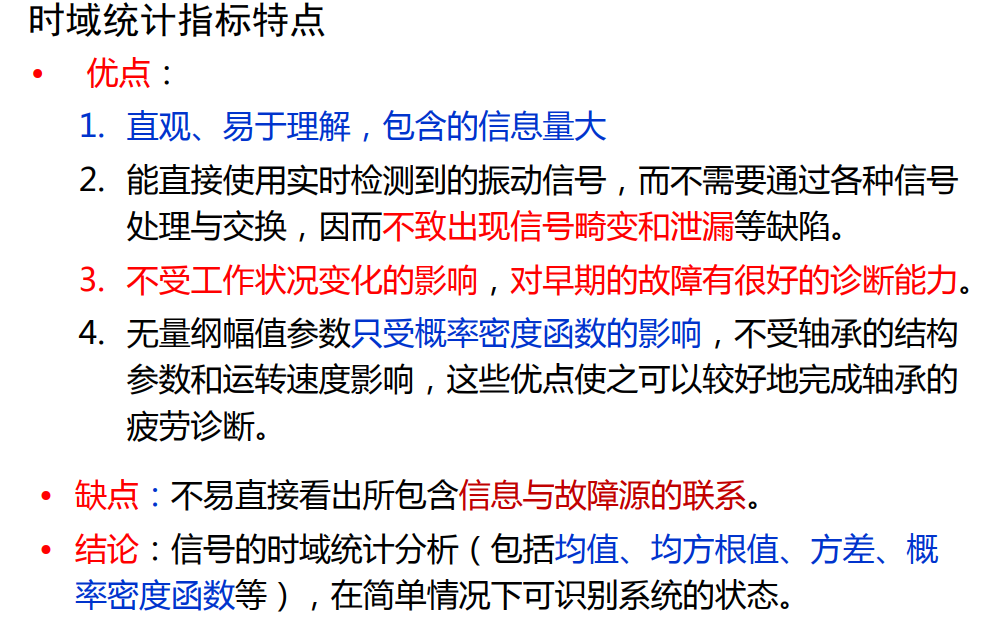 时域统计指标特点
• 优点：
1. 直观、易于理解，包含的信息量大
2. 能直接使用实时检测到的振动信号，而不需要通过各种信号
处理与交换，因而不致出现信号畸变和泄漏等缺陷。
3. 不受工作状况变化的影响，对早期的故障有很好的诊断能力。
4. 无量纲幅值参数只受概率密度函数的影响，不受轴承的结构
参数和运转速度影响，这些优点使之可以较好地完成轴承的
疲劳诊断。
• 缺点：不易直接看出所包含信息与故障源的联系。
• 结论：信号的时域统计分析（包括均值、均方根值、方差、概
率密度函数等），在简单情况下可识别系统的状态。